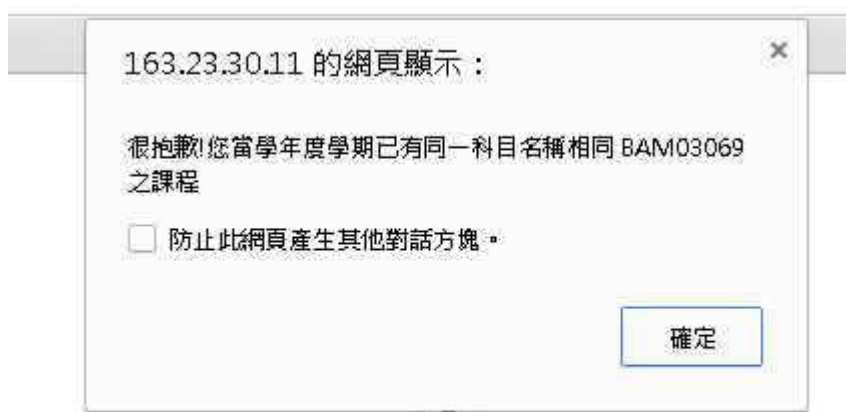 163.23.30.11 的網頁顯示：
很抱歉!您當學年度學期已有同一科目名稱相同 BAM03069
之課程
防止此網頁產生其他對話方塊。
確定